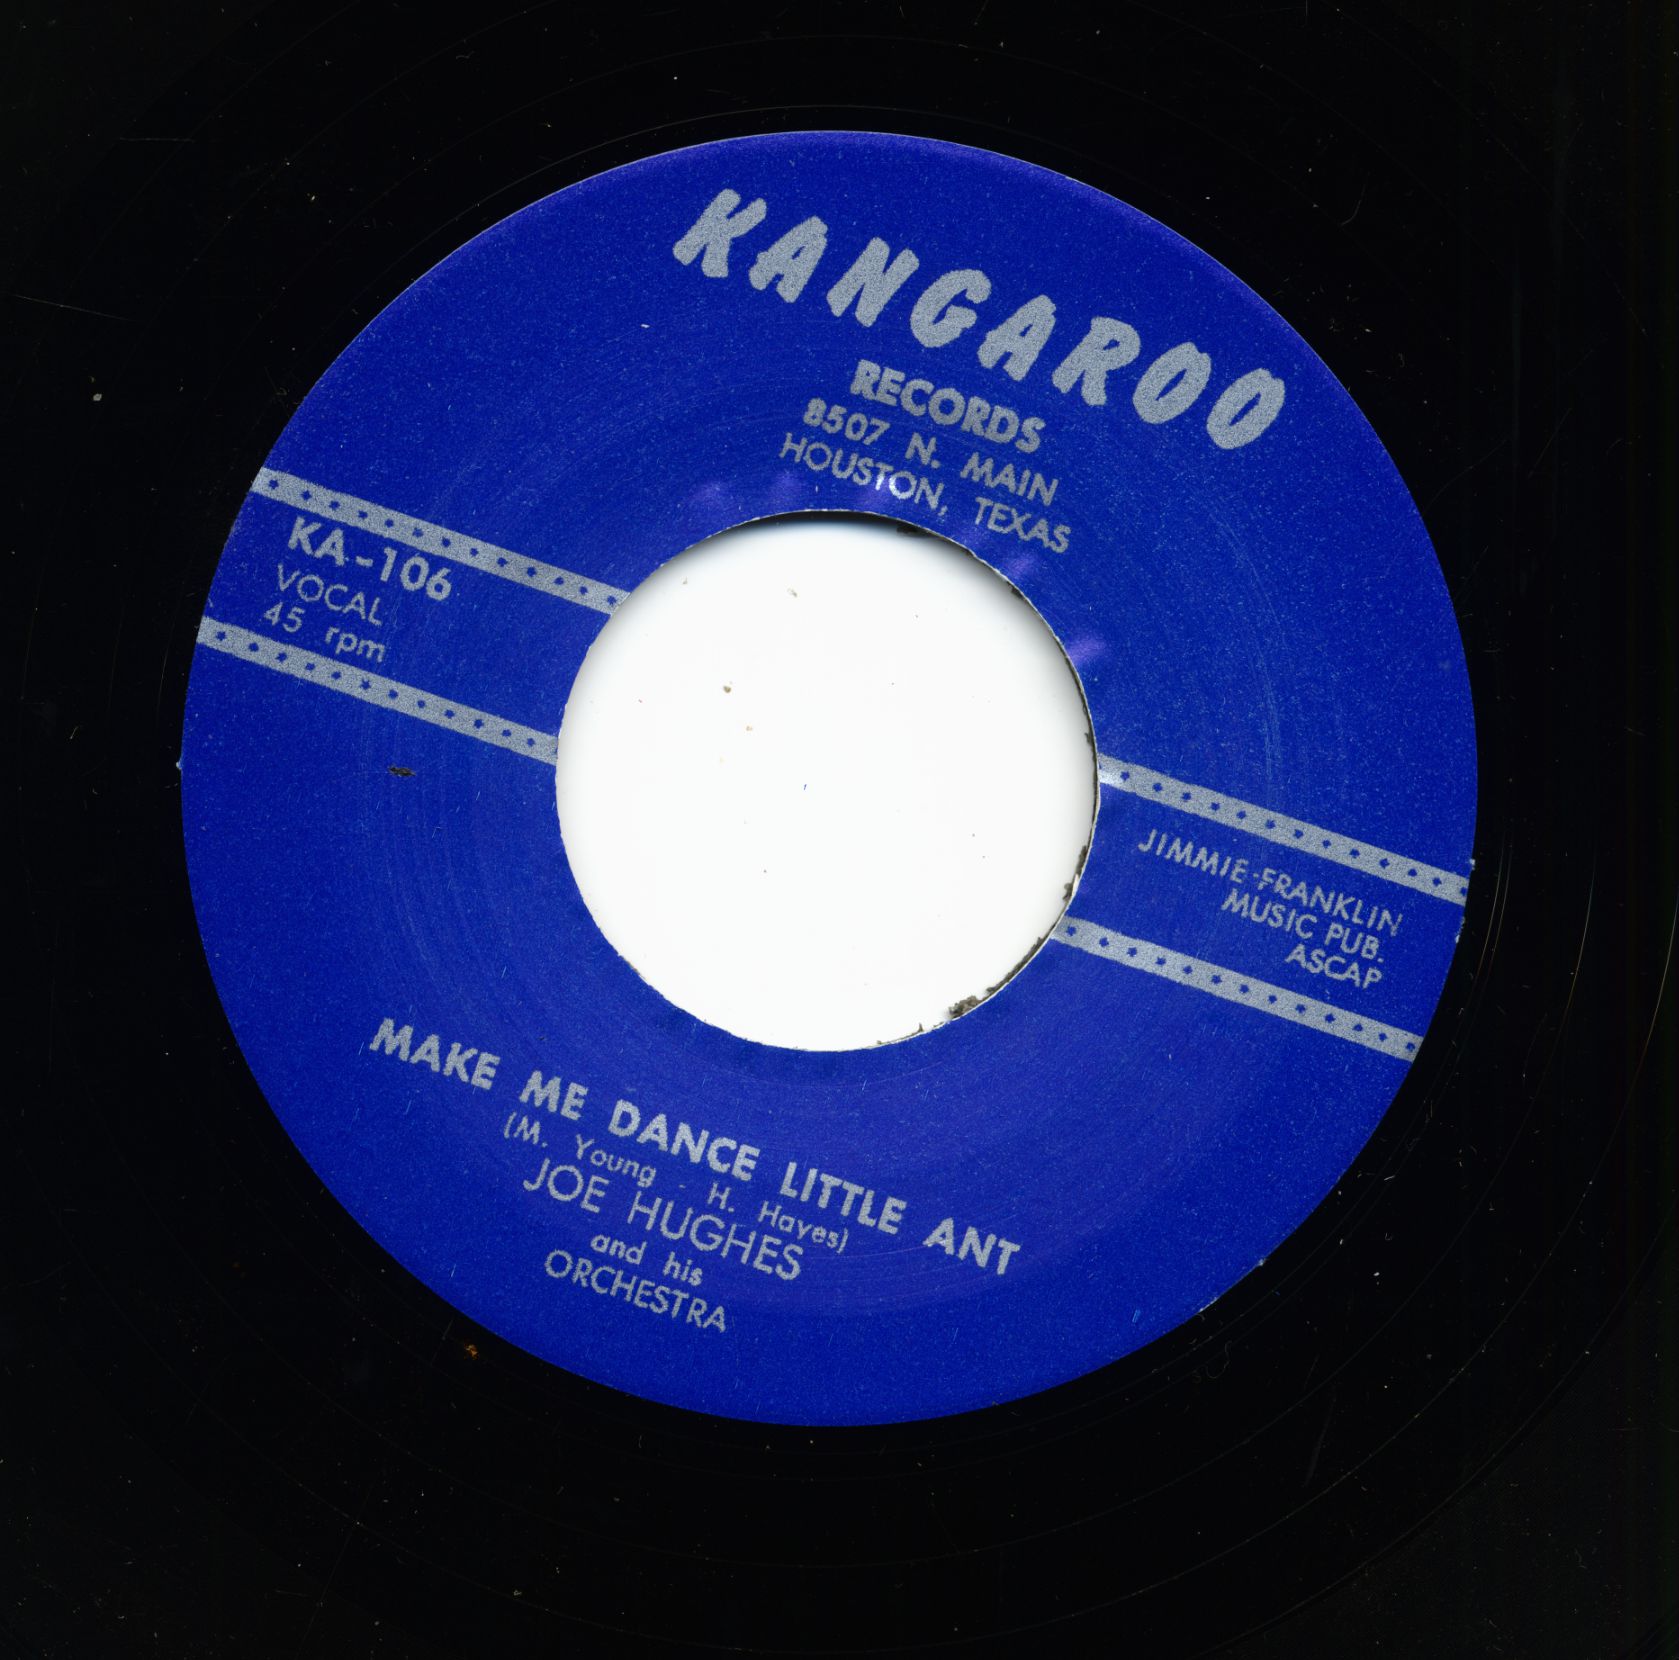 KANGAROO
RECORDS
8507 N. MAIN
HOUSTON, TEXAS
KA-106
VOCAL
45 rpm
JIMMIE-FRANKLIN
MUSIC PUB.
ASCAP
MAKE ME DANCE LITTLE ANT
(M. Young - H. Hayes)
JOE HUGHES
and his
ORCHESTRA